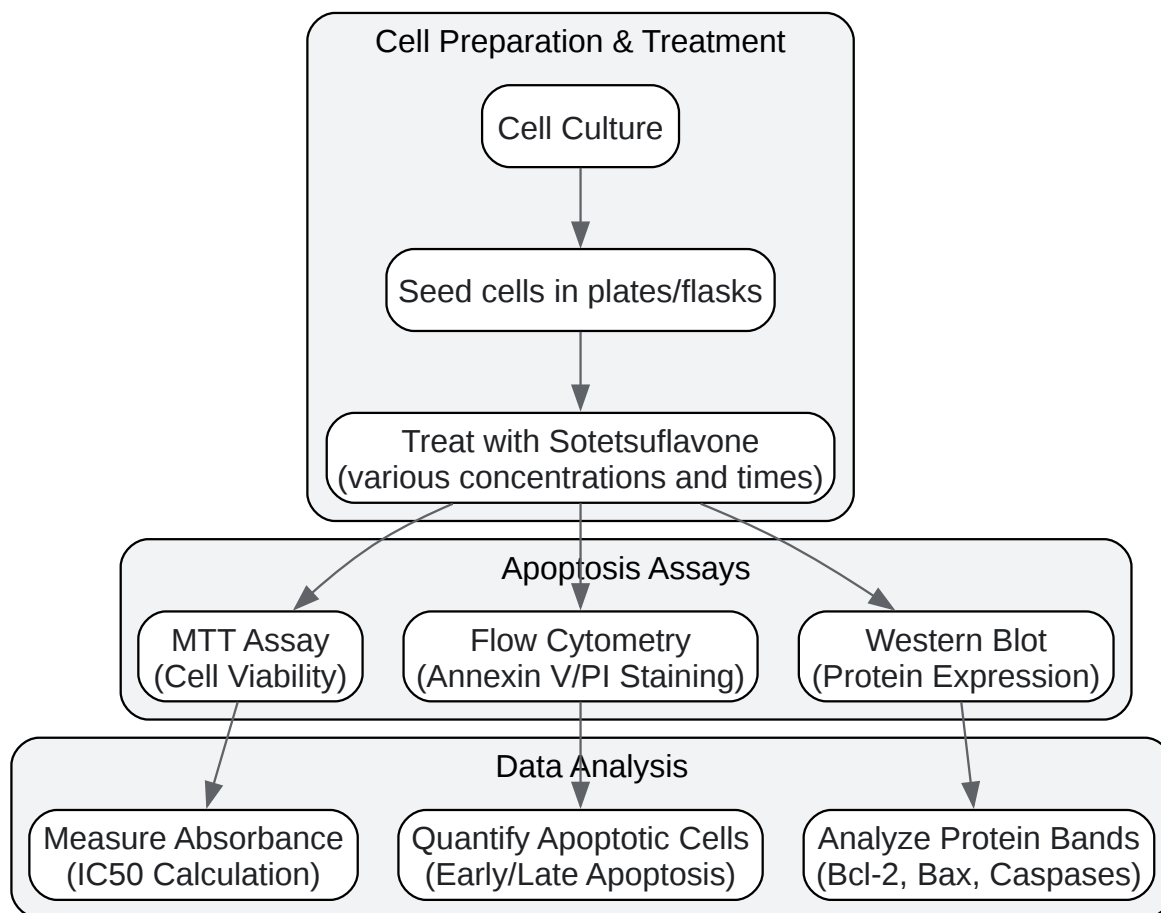 Cell Preparation & Treatment
Cell Culture
Seed cells in plates/flasks
Treat with Sotetsuflavone
(various concentrations and times)
Apoptosis Assays
MTT Assay
(Cell Viability)
Flow Cytometry
(Annexin V/PI Staining)
Western Blot
(Protein Expression)
Data Analysis
Measure Absorbance
(IC50 Calculation)
Quantify Apoptotic Cells
(Early/Late Apoptosis)
Analyze Protein Bands
(Bcl-2, Bax, Caspases)